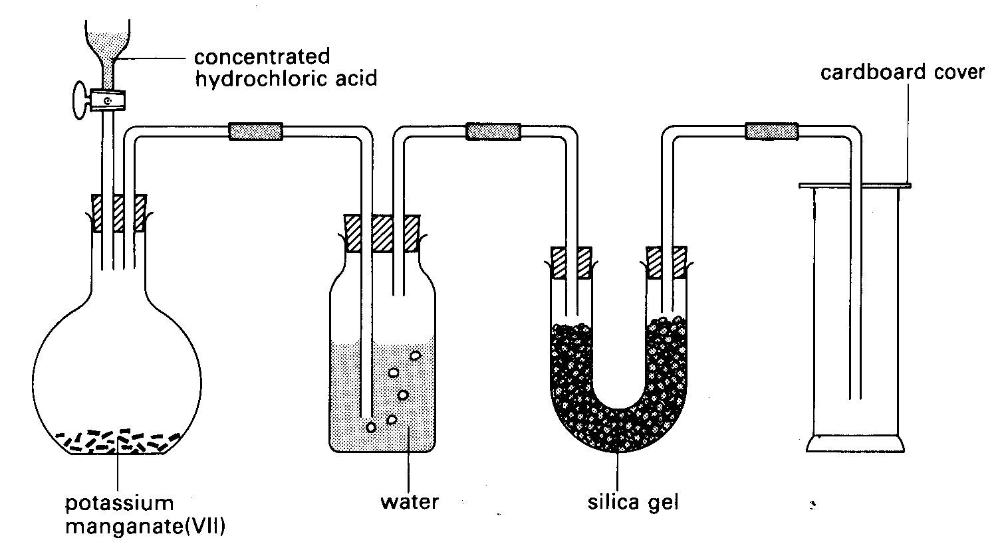 concentrated
hydrochloric acid
cardboard cover
potassium
manganate(VII)
water
silica gel